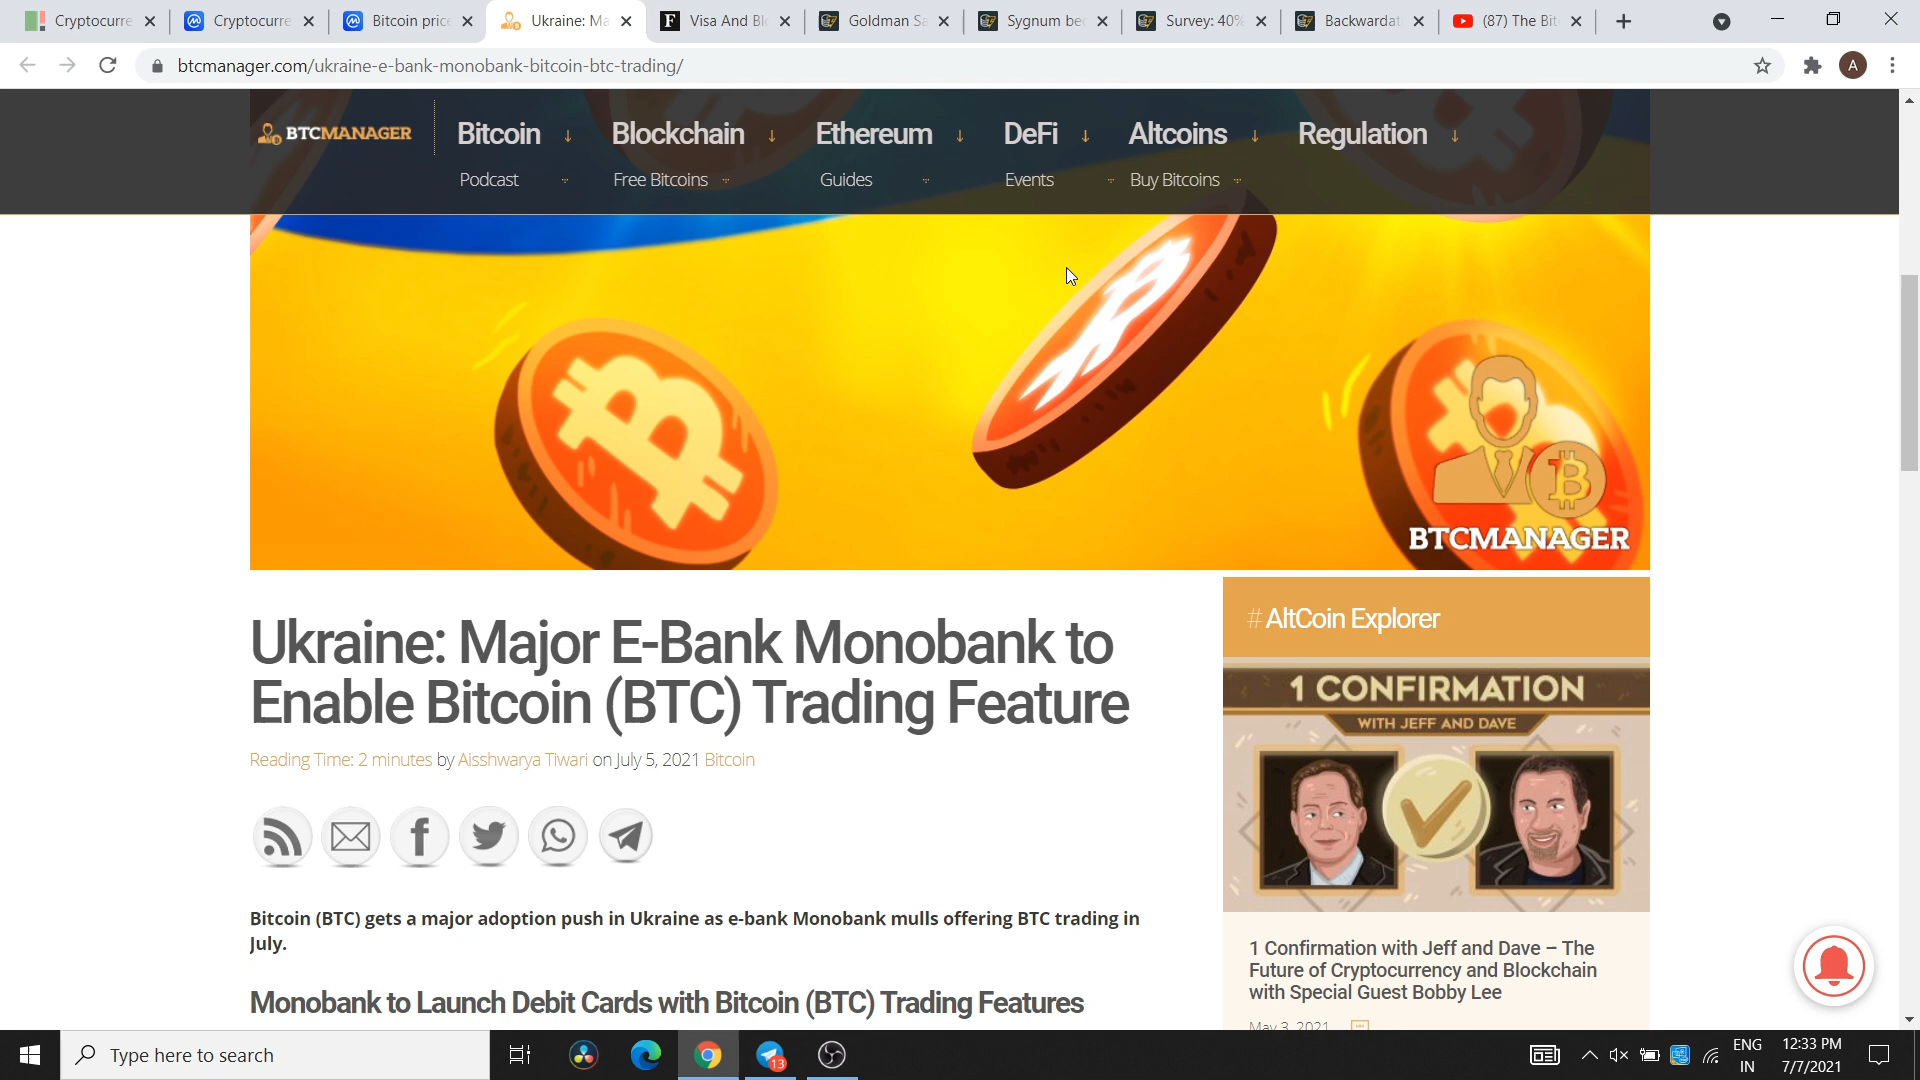 Cryptocurre
Cryptocurre
Bitcoin price
Ukraine: Ma
Visa And Bl
Goldman Sa
Sygnum be
Survey: 40%
Backwardat
(87) The Bit
btcmanager.com/ukraine-e-bank-monobank-bitcoin-btc-trading/
A
BTCMANAGER
Bitcoin
Blockchain
Ethereum
DeFi
Altcoins
Regulation
Podcast
Free Bitcoins
Guides
Events
Buy Bitcoins
BTCMANAGER
Ukraine: Major E-Bank Monobank to
Enable Bitcoin (BTC) Trading Feature
Reading Time: 2 minutes by Aisshwarya Tiwari on July 5, 2021 Bitcoin
Bitcoin (BTC) gets a major adoption push in Ukraine as e-bank Monobank mulls offering BTC trading in
July.
Monobank to Launch Debit Cards with Bitcoin (BTC) Trading Features
#AltCoin Explorer
1 CONFIRMATION
WITH JEFF AND DAVE
1 Confirmation with Jeff and Dave – The
Future of Cryptocurrency and Blockchain
with Special Guest Bobby Lee
May 3, 2021
Type here to search
13
ENG
IN
12:33 PM
7/7/2021